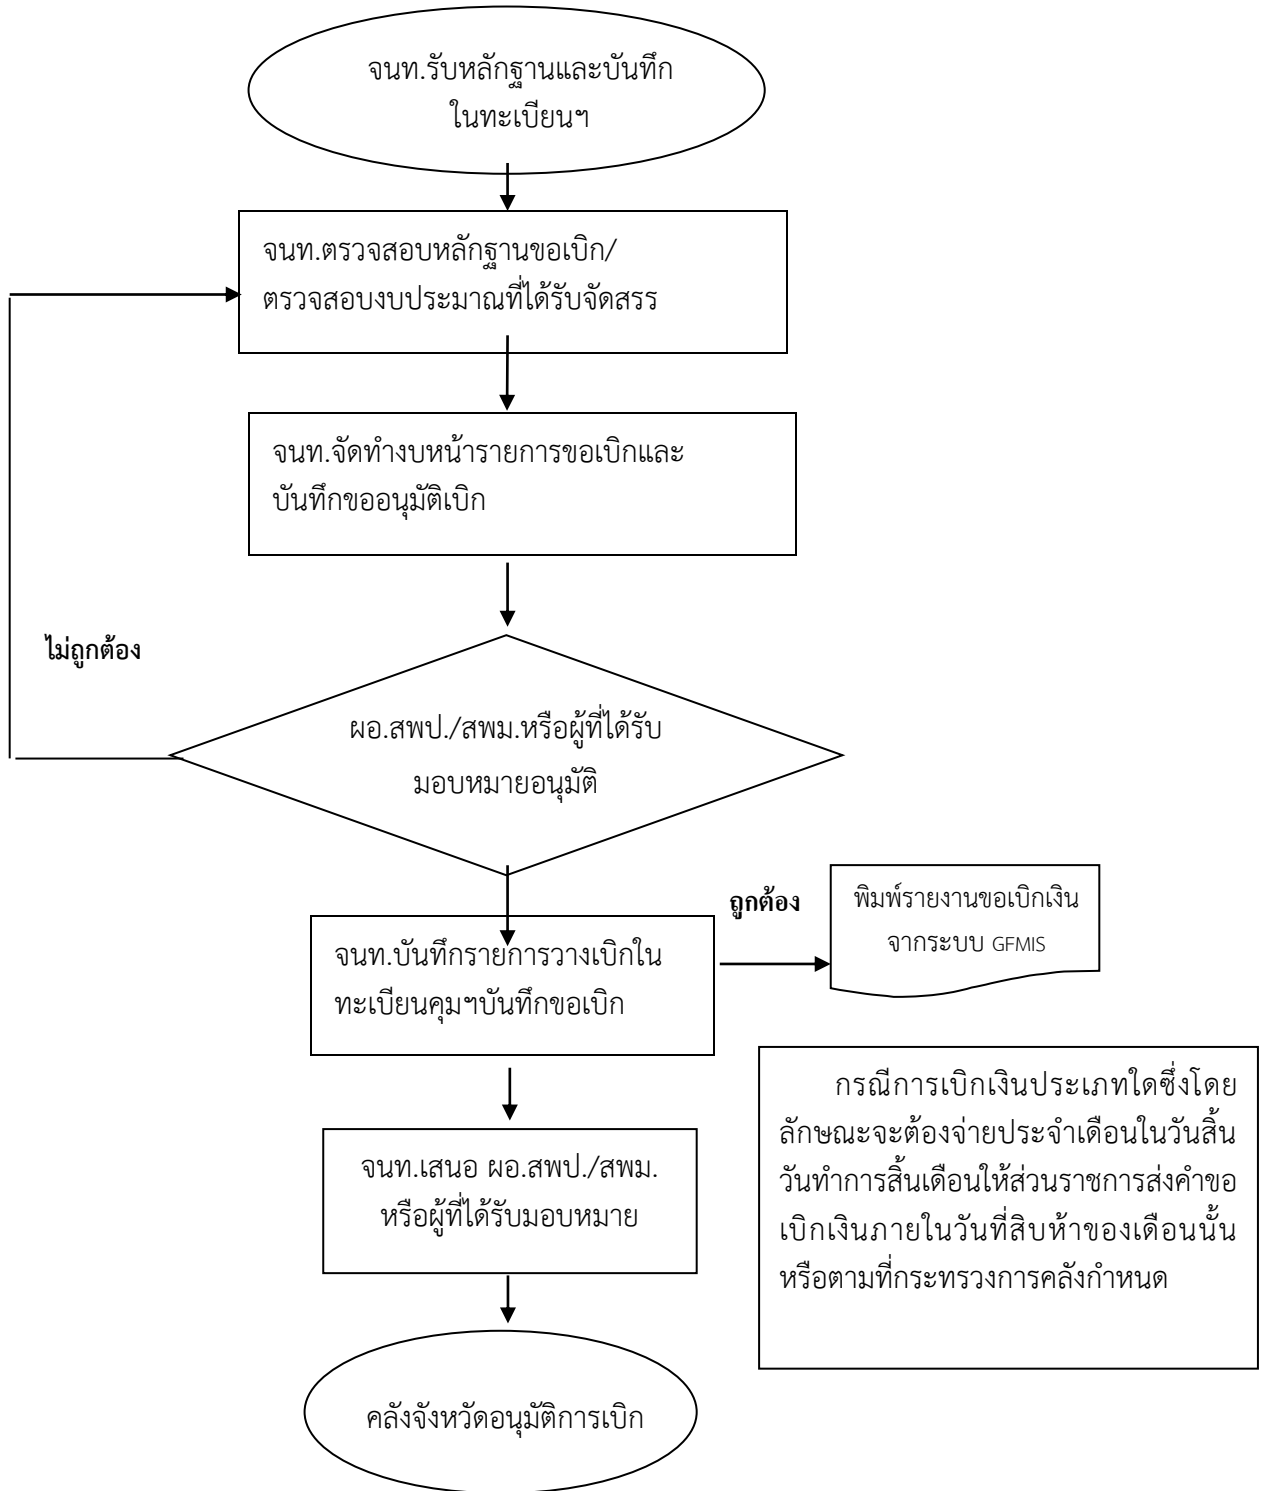 จนท.รับหลักฐานและบันทึก
ในทะเบียนฯ
จนท.ตรวจสอบหลักฐานขอเบิก/
ตรวจสอบงบประมาณที่ได้รับจัดสรร
จนท.จัดทำงบหน้ารายการขอเบิกและ
บันทึกขออนุมัติเบิก
ไม่ถูกต้อง
ผอ.สพป./สพม.หรือผู้ที่ได้รับ
มอบหมายอนุมัติ
ถูกต้อง
พิมพ์รายงานขอเบิกเงิน
จากระบบ GFMIS
จนท.บันทึกรายการวางเบิกใน
ทะเบียนคุมฯบันทึกขอเบิก
กรณีการเบิกเงินประเภทใดซึ่งโดย
ลักษณะจะต้องจ่ายประจำเดือนในวันสิ้น
วันทำการสิ้นเดือนให้ส่วนราชการส่งคำขอ
เบิกเงินภายในวันที่สิบห้าของเดือนนั้น
หรือตามที่กระทรวงการคลังกำหนด
จนท.เสนอ ผอ.สพป./สพม.
หรือผู้ที่ได้รับมอบหมาย
คลังจังหวัดอนุมัติการเบิก